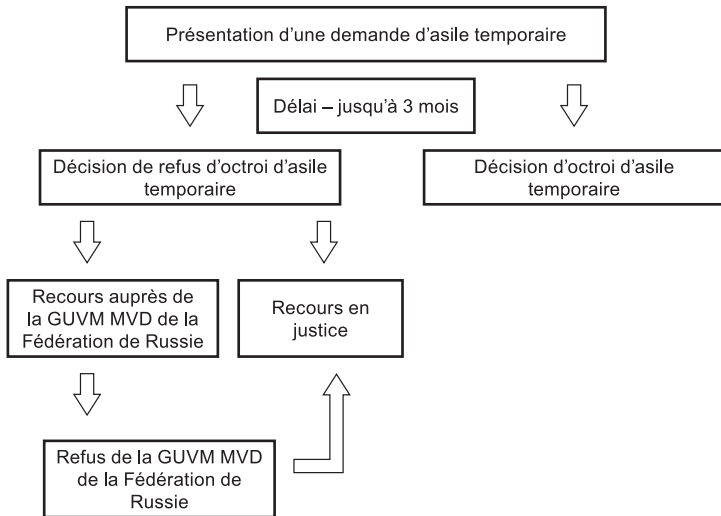 Présentation d’une demande d’asile temporaire
Délai – jusqu’à 3 mois
Décision de refus d’octroi d’asile
temporaire
Décision d’octroi d’asile
temporaire
Recours auprès de
la GUVM MVD de la
Fédération de Russie
Recours en
justice
Refus de la GUVM MVD
de la Fédération de
Russie